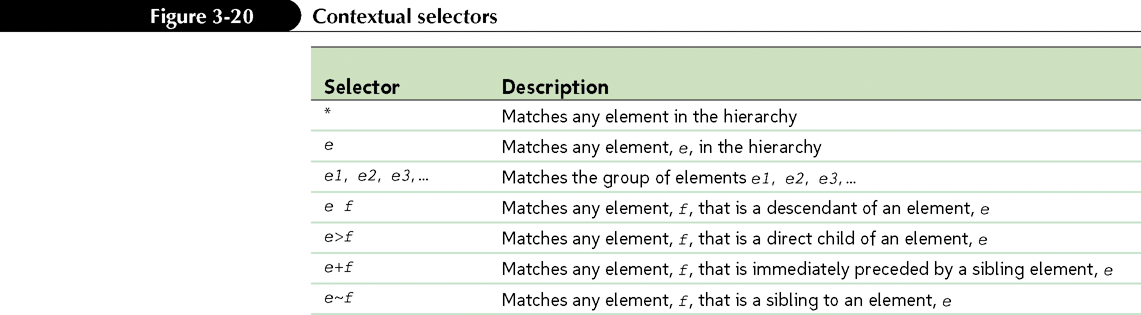 Figure 3-20 Contextual selectors
Selector Description
* Matches any element in the hierarchy
e Matches any element, e, in the hierarchy
e1, e2, e3,… Matches the group of elements e1, e2, e3,…
e f Matches any element, f, that is a descendant of an element, e
e>f Matches any element, f, that is a direct child of an element, e
e+f Matches any element, f, that is immediately preceded by a sibling element, e
e~f Matches any element, f, that is a sibling to an element, e